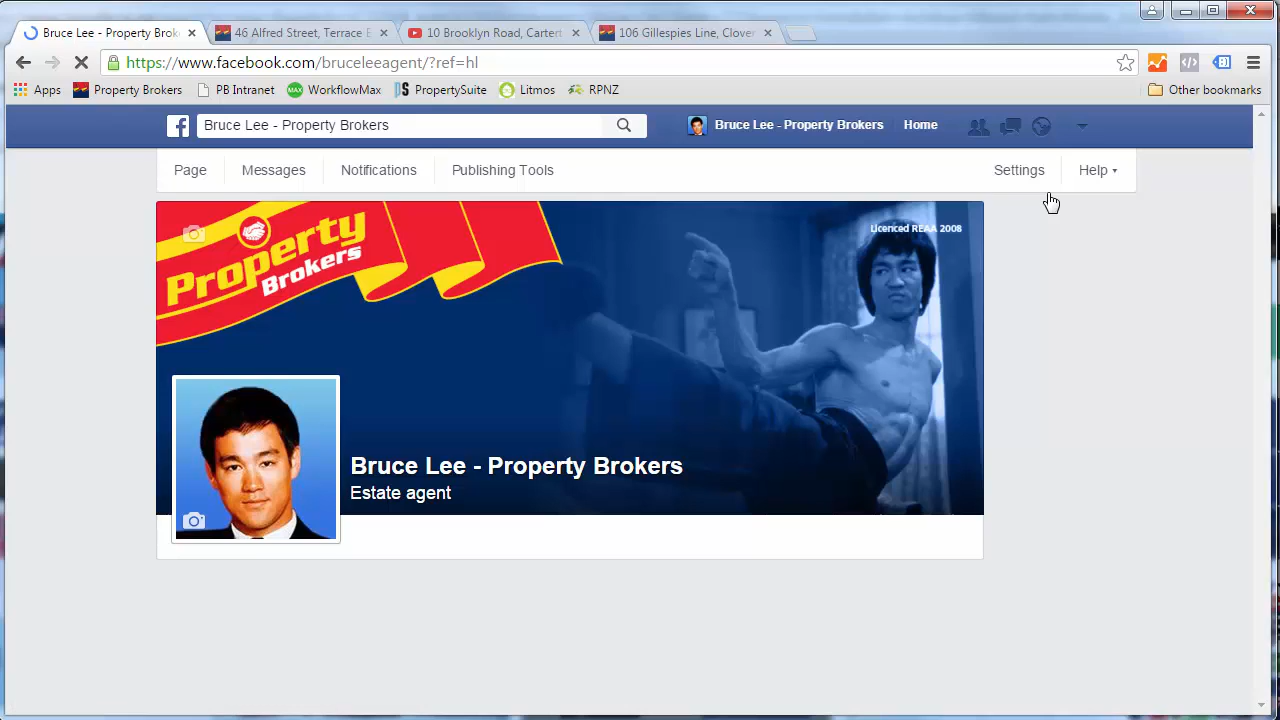 Bruce Lee - Property Brok
46 Alfred Street, Terrace E
10 Brooklyn Road, Cartert
106 Gillespies Line, Clover
https://www.facebook.com/bruceleeagent/?ref=hl
Apps
Property Brokers
PB Intranet
MAX WorkflowMax
PropertySuite
Litmos
RPNZ
Other bookmarks
Bruce Lee - Property Brokers
Bruce Lee - Property Brokers
Home
Page
Messages
Notifications
Publishing Tools
Settings
Help
Licenced REAA 2008
Property
Brokers
Bruce Lee - Property Brokers
Estate agent